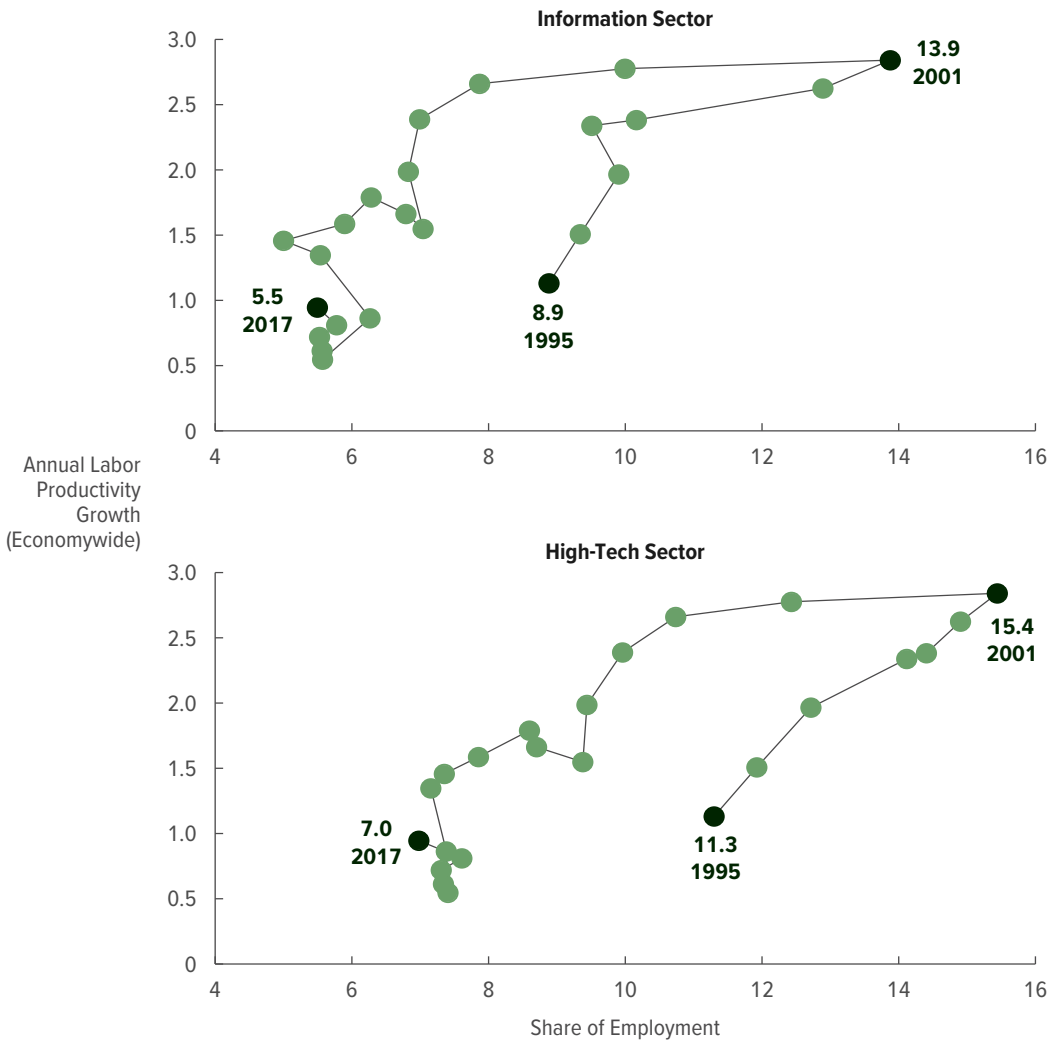 Information Sector
3.0
13.9
2001
2.5
2.0
1.5
1.0
5.5
2017
8.9
1995
0.5
0
4 6 8 10 12 14 16
Annual Labor
Productivity
Growth
(Economywide)
High-Tech Sector
3.0
15.4
2001
2.5
2.0
1.5
1.0
7.0
2017
11.3
1995
0.5
0
4 6 8 10 12 14 16
Share of Employment